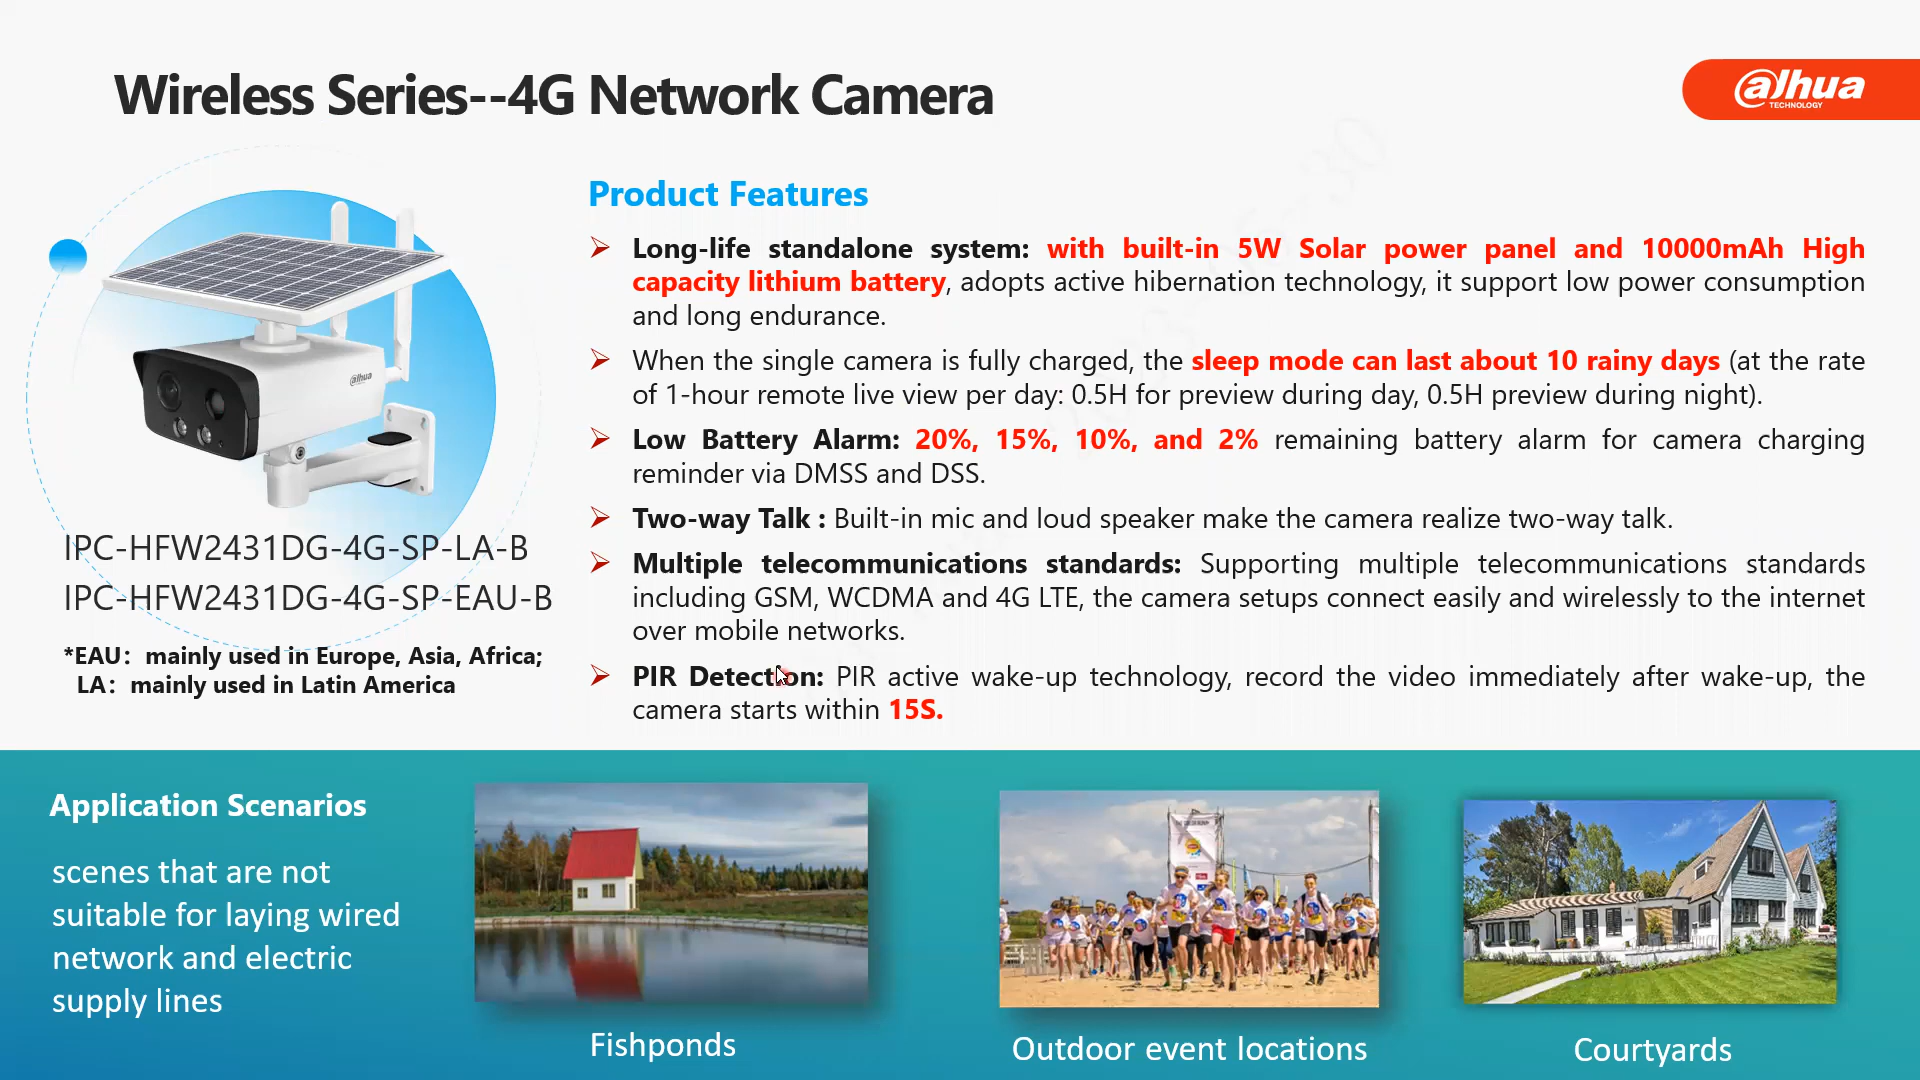 Wireless Series--4G Network Camera
alhua
TECHNOLOGY
Product Features
Long-life standalone system: with built-in 5W Solar power panel and 10000mAh High
capacity lithium battery, adopts active hibernation technology, it support low power consumption
and long endurance.
When the single camera is fully charged, the sleep mode can last about 10 rainy days (at the rate
of 1-hour remote live view per day: 0.5H for preview during day, 0.5H preview during night).
Low Battery Alarm: 20%, 15%, 10%, and 2% remaining battery alarm for camera charging
reminder via DMSS and DSS.
Two-way Talk : Built-in mic and loud speaker make the camera realize two-way talk.
Multiple telecommunications standards: Supporting multiple telecommunications standards
including GSM, WCDMA and 4G LTE, the camera setups connect easily and wirelessly to the internet
over mobile networks.
PIR Detection: PIR active wake-up technology, record the video immediately after wake-up, the
camera starts within 15S.
alhua
IPC-HFW2431DG-4G-SP-LA-B
IPC-HFW2431DG-4G-SP-EAU-B
*EAU：mainly used in Europe, Asia, Africa;
LA：mainly used in Latin America
Application Scenarios
scenes that are not
suitable for laying wired
network and electric
supply lines
Fishponds
Outdoor event locations
Courtyards